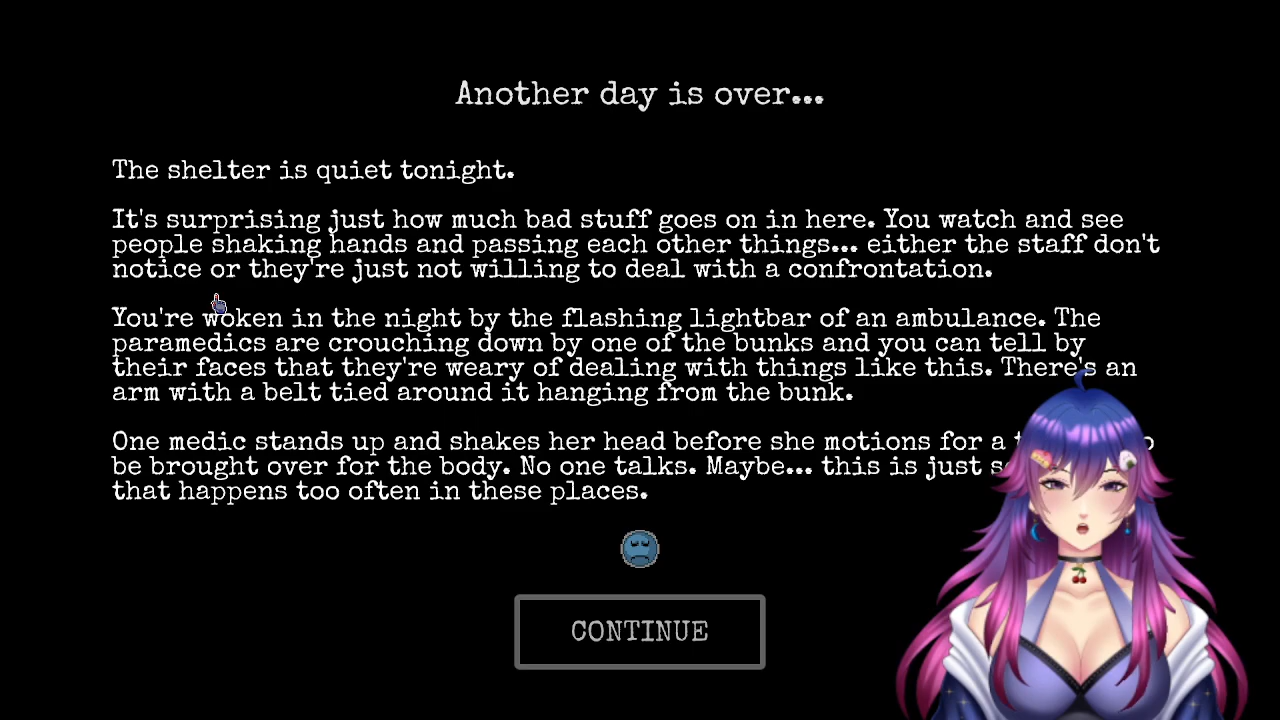 Another day is over...
The shelter is quiet tonight.
It's surprising just how much bad stuff goes on in here. You watch and see
people shaking hands and passing each other things... either the staff don't
notice or they're just not willing to deal with a confrontation.
You're woken in the night by the flashing lightbar of an ambulance. The
paramedics are crouching down by one of the bunks and you can tell by
their faces that they're weary of dealing with things like this. There's an
arm with a belt tied around it hanging from the bunk.
One medic stands up and shakes her head before she motions for a
be brought over for the body. No one talks. Maybe... this is just
that happens too often in these places.
CONTINUE